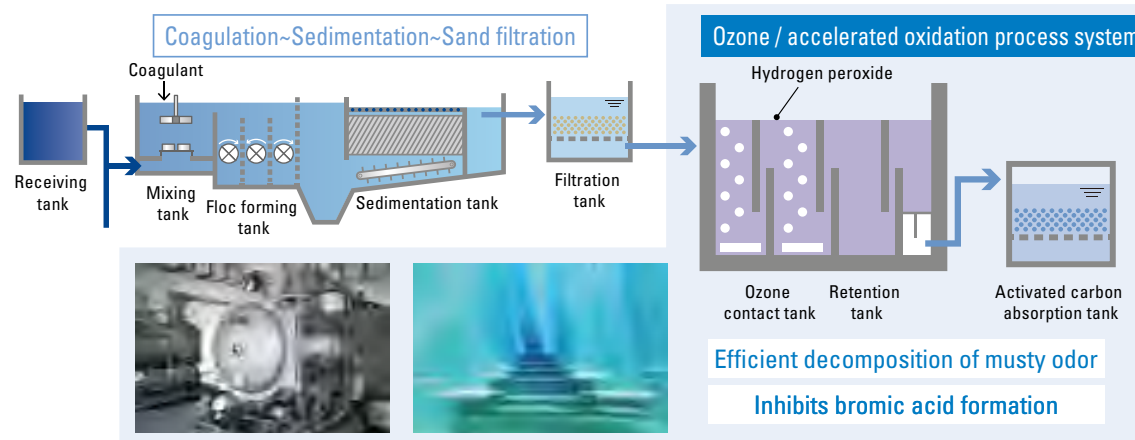 Coagulation~Sedimentation~Sand filtration
Ozone / accelerated oxidation process system
Coagulant
Hydrogen peroxide
Receiving
tank
Mixing
tank
Floc forming
tank
Sedimentation tank
Filtration
tank
Ozone
contact tank
Retention
tank
Activated carbon
absorption tank
Efficient decomposition of musty odor
Inhibits bromic acid formation